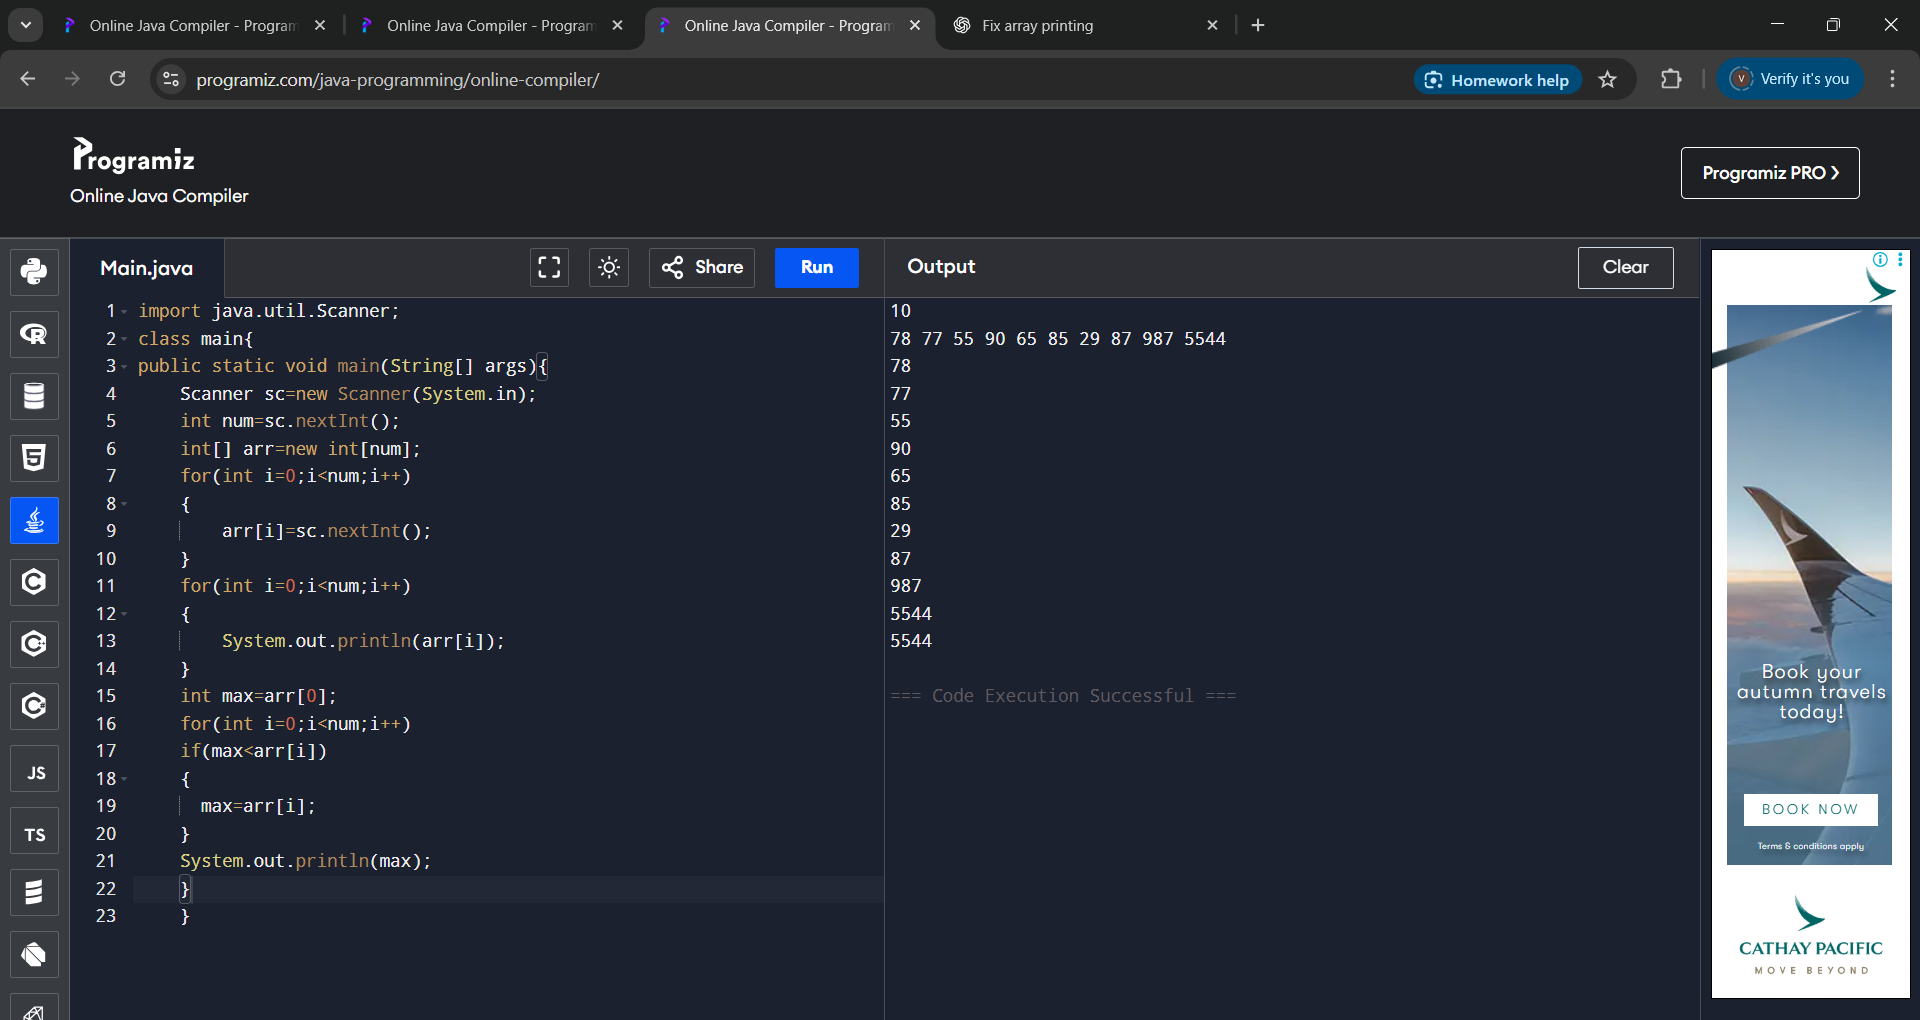 Online Java Compiler - Program
Online Java Compiler - Program
Online Java Compiler - Program
Fix array printing
programiz.com/java-programming/online-compiler/
Homework help
V
Verify it's you
Programiz
Online Java Compiler
Programiz PRO
Main.java
Share
Run
Output
Clear
1 import java.util.Scanner;
2 class main{
3 public static void main(String[] args){
4 Scanner sc=new Scanner(System.in);
5 int num=sc.nextInt();
6 int[] arr=new int[num];
7 for(int i=0;i<num;i++)
8 {
9 arr[i]=sc.nextInt();
10 }
11 for(int i=0;i<num;i++)
12 {
13 System.out.println(arr[i]);
14 }
15 int max=arr[0];
16 for(int i=0;i<num;i++)
17 if(max<arr[i])
18 {
19 max=arr[i];
20 }
21 System.out.println(max);
22 }
23 }
10
78 77 55 90 65 85 29 87 987 5544
78
77
55
90
65
85
29
87
987
5544
5544
=== Code Execution Successful ===
R
5
C
C
C
JS
TS
Book your
autumn travels
today!
BOOK NOW
Terms & conditions apply
CATHAY PACIFIC
MOVE BEYOND